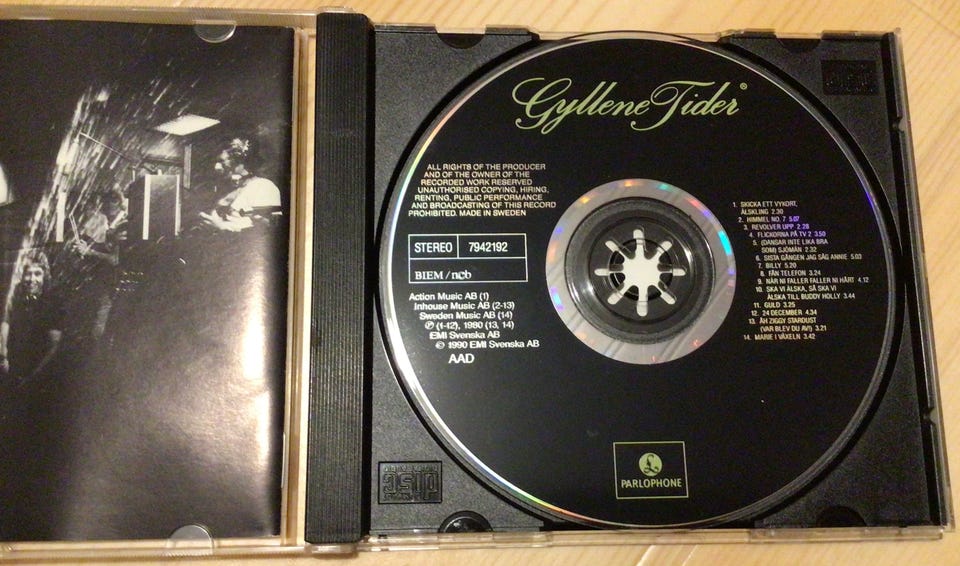 Gyllene Tider®
ALL RIGHTS OF THE PRODUCER
AND OF THE OWNER OF THE
RECORDED WORK RESERVED
UNAUTHORISED COPYING, HIRING,
RENTING, PUBLIC PERFORMANCE
AND BROADCASTING OF THIS RECORD
PROHIBITED. MADE IN SWEDEN
STEREO 7942192
BIEM / ncb
Action Music AB (1)
Inhouse Music AB (2-13)
Sweden Music AB (14)
℗ (1-12), 1980 (13, 14)
EMI Svenska AB
© 1990 EMI Svenska AB
AAD
1. SKICKA ETT VYKORT,
ÄLSKLING 2.30
2. HIMMEL NO. 7 5.07
3. REVOLVER UPP 2.28
4. FLICKORNA PÅ TV 2 3.50
5. (DANSAR INTE LIKA BRA
SOM) SJÖMÄN 2.32
6. SISTA GÅNGEN JAG SÅG ANNIE 5.03
7. BILLY 5.20
8. FÅN TELEFON 3.24
9. NÄR NI FALLER FALLER NI HÅRT 4.12
10. SKA VI ÄLSKA, SÅ SKA VI
ÄLSKA TILL BUDDY HOLLY 3.44
11. GULD 3.25
12. 24 DECEMBER 4.34
13. ÅH ZIGGY STARDUST
(VAR BLEV DU AV!) 3.21
14. MARIE I VÄXELN 3.42
£
PARLOPHONE
disc